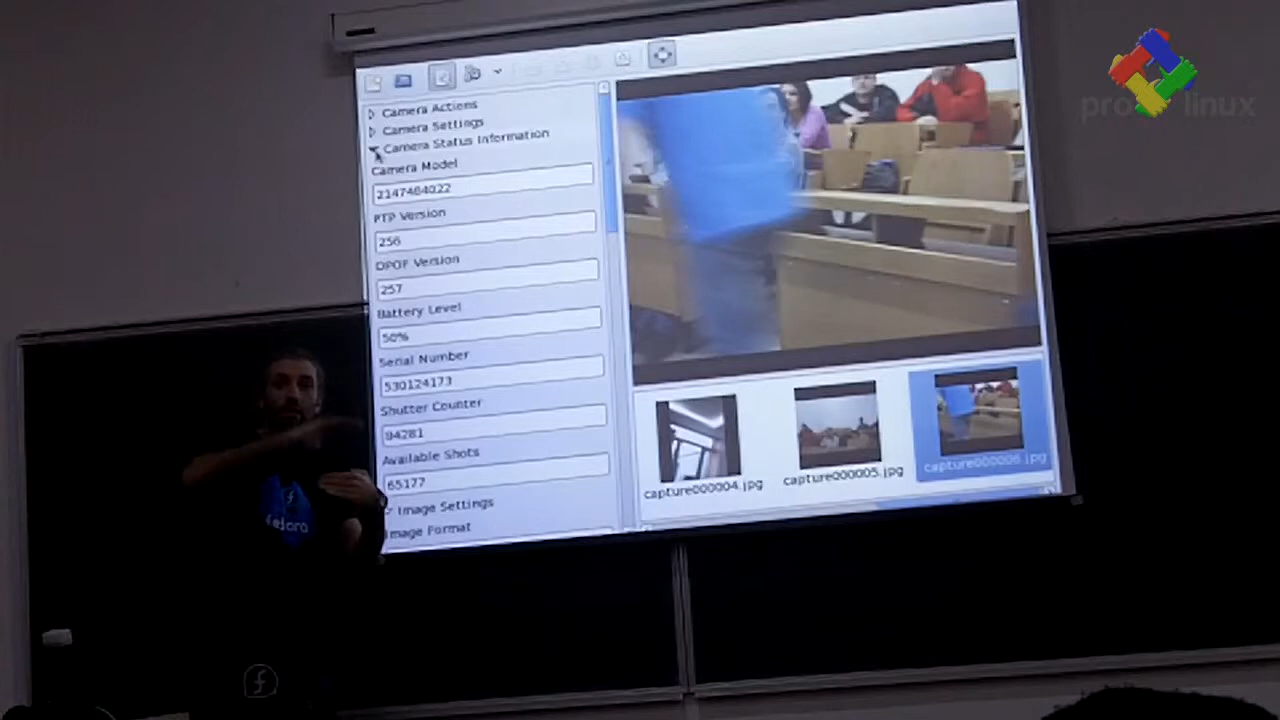 Camera Actions
Camera Settings
Camera Status Information
Camera Model
2147484022
PTP Version
256
DPOF Version
257
Battery Level
50%
Serial Number
530124173
Shutter Counter
94281
Available Shots
65177
Image Settings
Image Format
capture000004.jpg
capture000005.jpg
capture000006.jpg
fedora
linux